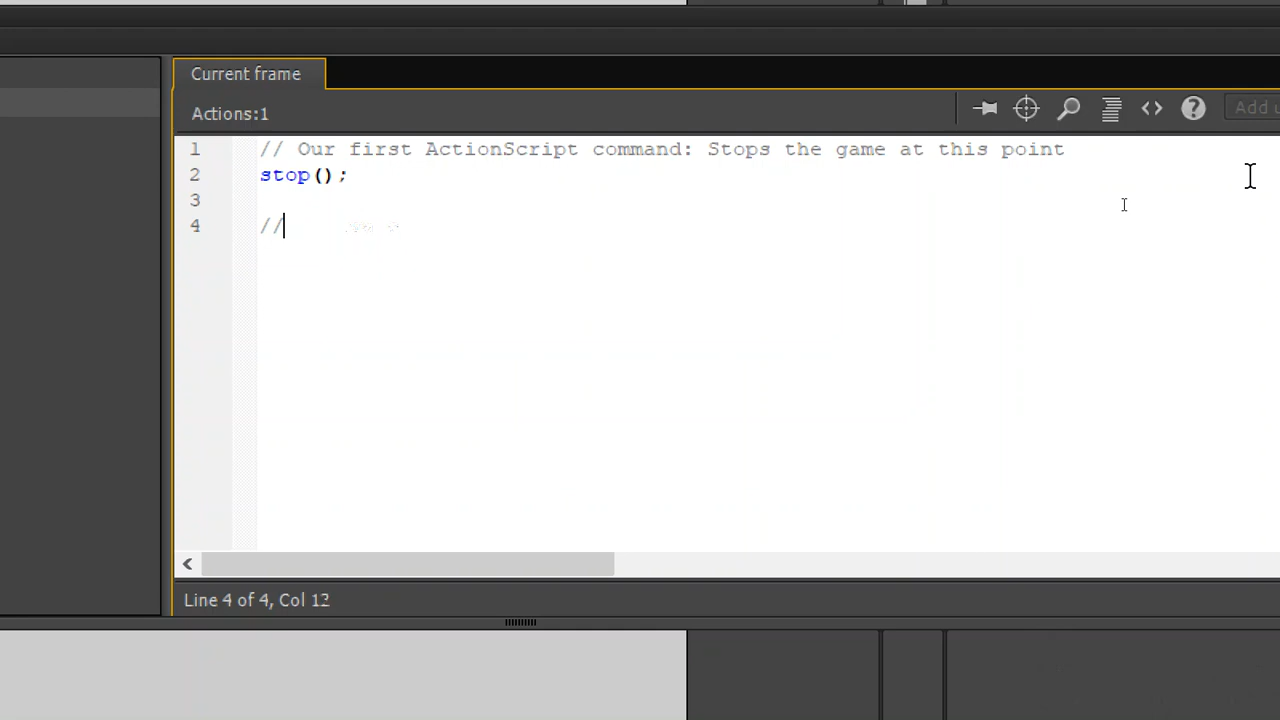 Current frame
Actions:1
Add u
1 // Our first ActionScript command: Stops the game at this point
2 stop();
3
4 //
Line 4 of 4, Col 12